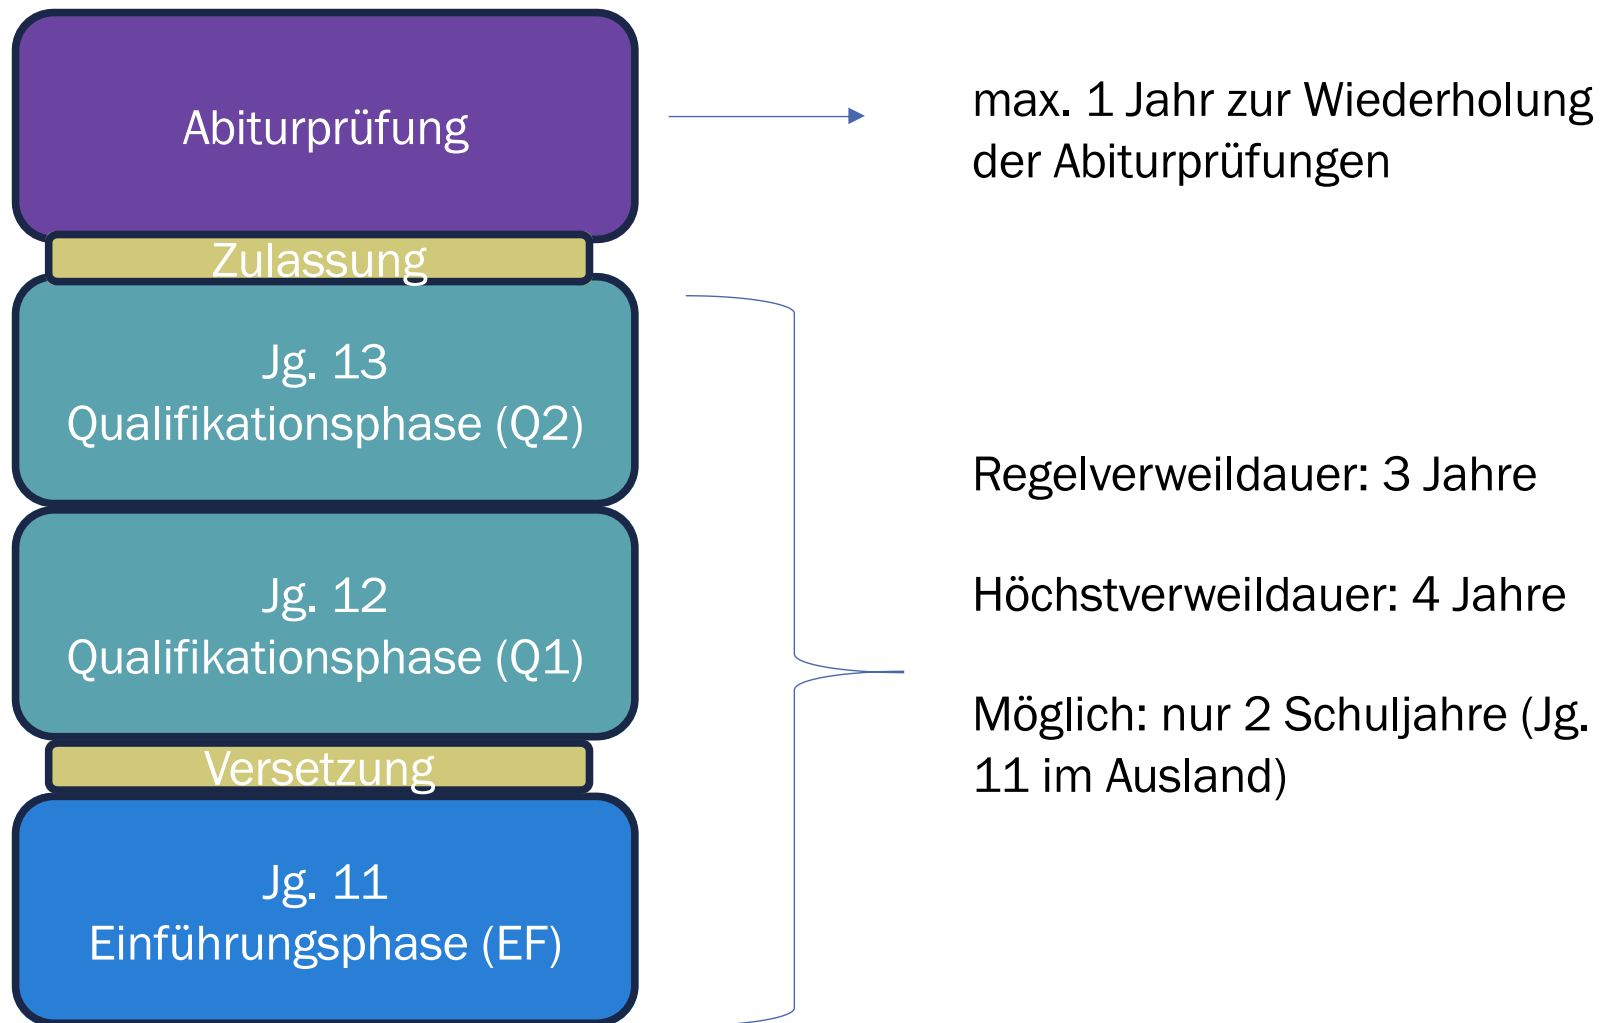 Abiturprüfung
max. 1 Jahr zur Wiederholung
der Abiturprüfungen
Zulassung
Jg. 13
Qualifikationsphase (Q2)
Jg. 12
Qualifikationsphase (Q1)
Versetzung
Jg. 11
Einführungsphase (EF)
Regelverweildauer: 3 Jahre
Höchstverweildauer: 4 Jahre
Möglich: nur 2 Schuljahre (Jg.
11 im Ausland)